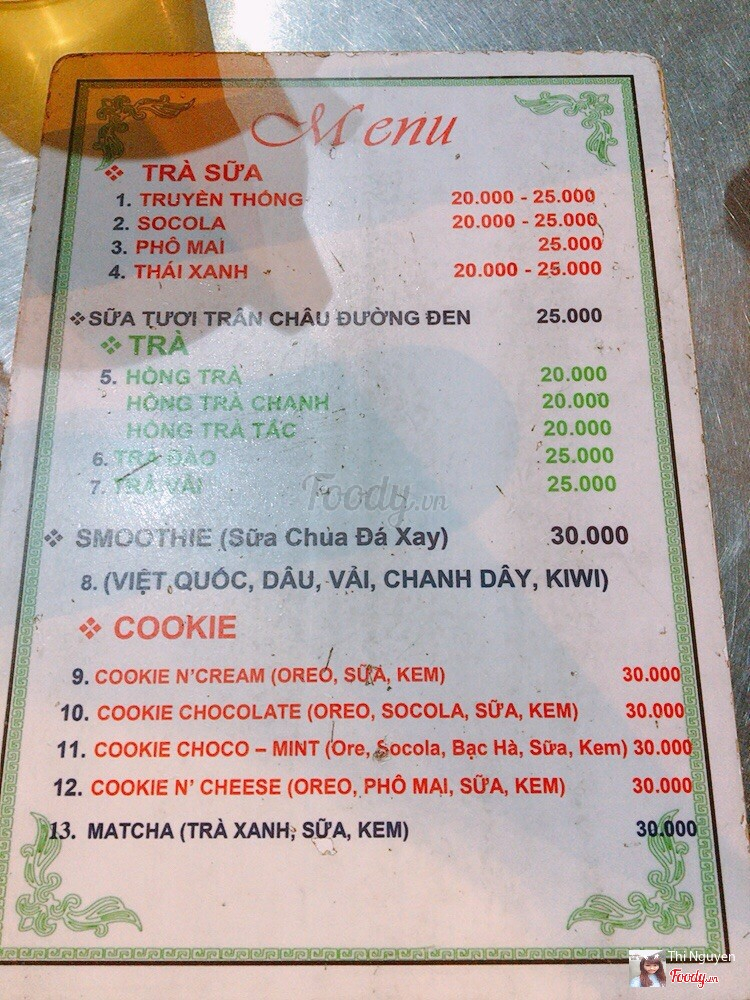 Menu
❖ TRÀ SỮA
1. TRUYỀN THỐNG 20.000 - 25.000
2. SOCOLA 20.000 - 25.000
3. PHÔ MAI 25.000
4. THÁI XANH 20.000 - 25.000
❖SỮA TƯƠI TRÂN CHÂU ĐƯỜNG ĐEN 25.000
❖ TRÀ
5. HỒNG TRÀ 20.000
HỒNG TRÀ CHANH 20.000
HỒNG TRÀ TẮC 20.000
6. TRÀ ĐÀO 25.000
7. TRÀ VẢI 25.000
Foody.vn
❖ SMOOTHIE (Sữa Chua Đá Xay) 30.000
8. (VIỆT QUỐC, DÂU, VẢI, CHANH DÂY, KIWI)
❖ COOKIE
9. COOKIE N'CREAM (OREO, SỮA, KEM) 30.000
10. COOKIE CHOCOLATE (OREO, SOCOLA, SỮA, KEM) 30.000
11. COOKIE CHOCO – MINT (Ore, Socola, Bạc Hà, Sữa, Kem) 30.000
12. COOKIE N' CHEESE (OREO, PHÔ MAI, SỮA, KEM) 30.000
13. MATCHA (TRÀ XANH, SỮA, KEM) 30.000
Thi Nguyen
Foody.vn